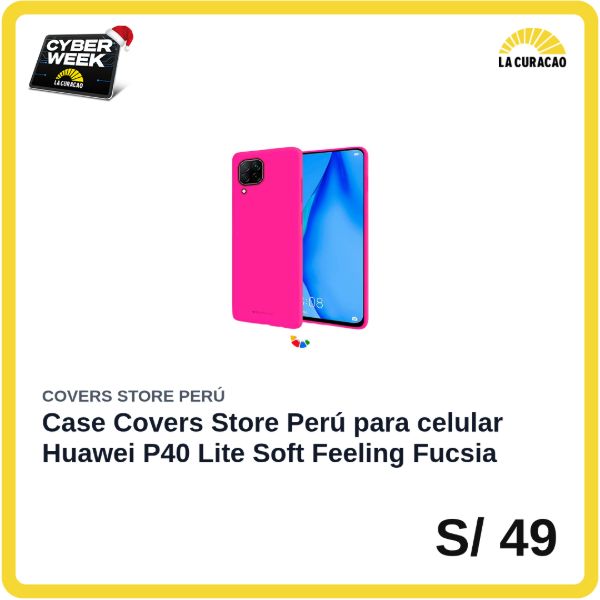 CYBER
WEEK
LA CURACAO
LA CURACAO
:08
COVERS STORE PERÚ
Case Covers Store Perú para celular
Huawei P40 Lite Soft Feeling Fucsia
S/ 49